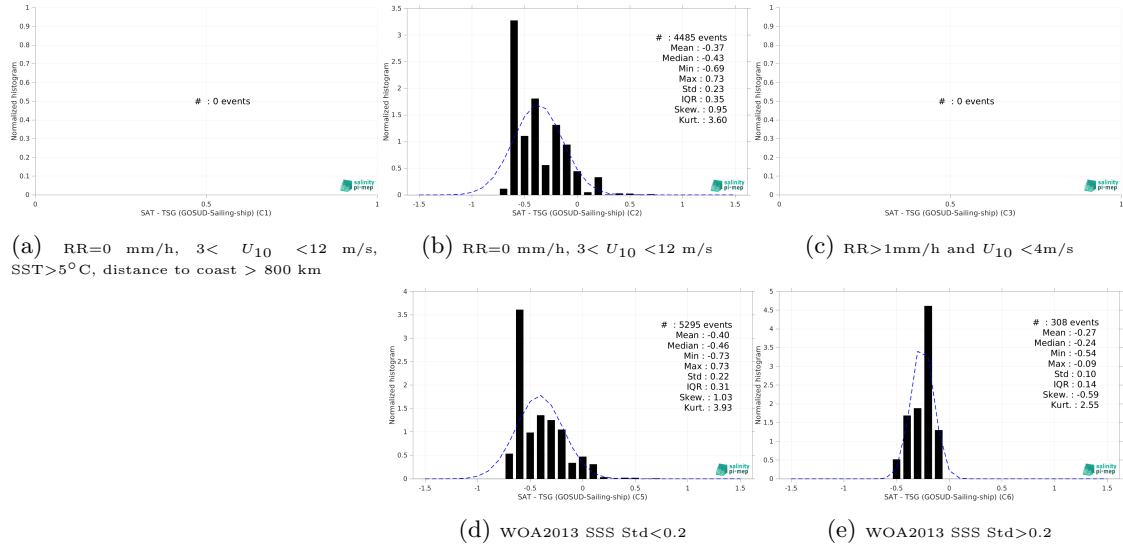 1
0.9
0.8
0.7
0.6
0.5
0.4
0.3
0.2
0.1
0
Normalized histogram
# : 0 events
salinity
pi-mep
0 0.5 1
SAT - TSG (GOSUD-Sailing-ship) (C1)
(a) RR=0 mm/h, 3< U10 <12 m/s,
SST>5°C, distance to coast > 800 km
3.5
3
2.5
2
1.5
1
0.5
0
Normalized histogram
# : 4485 events
Mean : -0.37
Median : -0.43
Min : -0.69
Max : 0.73
Std : 0.23
IQR : 0.35
Skew. : 0.95
Kurt. : 3.60
salinity
pi-mep
-1.5 -1 -0.5 0 0.5 1 1.5
SAT - TSG (GOSUD-Sailing-ship) (C2)
(b) RR=0 mm/h, 3< U10 <12 m/s
1
0.9
0.8
0.7
0.6
0.5
0.4
0.3
0.2
0.1
0
Normalized histogram
# : 0 events
salinity
pi-mep
0 0.5 1
SAT - TSG (GOSUD-Sailing-ship) (C3)
(c) RR>1mm/h and U10 <4m/s
4
3.5
3
2.5
2
1.5
1
0.5
0
Normalized histogram
# : 5295 events
Mean : -0.40
Median : -0.46
Min : -0.73
Max : 0.73
Std : 0.22
IQR : 0.31
Skew. : 1.03
Kurt. : 3.93
salinity
pi-mep
-1.5 -1 -0.5 0 0.5 1 1.5
SAT - TSG (GOSUD-Sailing-ship) (C5)
(d) WOA2013 SSS Std<0.2
5
4.5
4
3.5
3
2.5
2
1.5
1
0.5
0
Normalized histogram
# : 308 events
Mean : -0.27
Median : -0.24
Min : -0.54
Max : -0.09
Std : 0.10
IQR : 0.14
Skew. : -0.59
Kurt. : 2.55
salinity
pi-mep
-1.5 -1 -0.5 0 0.5 1 1.5
SAT - TSG (GOSUD-Sailing-ship) (C6)
(e) WOA2013 SSS Std>0.2